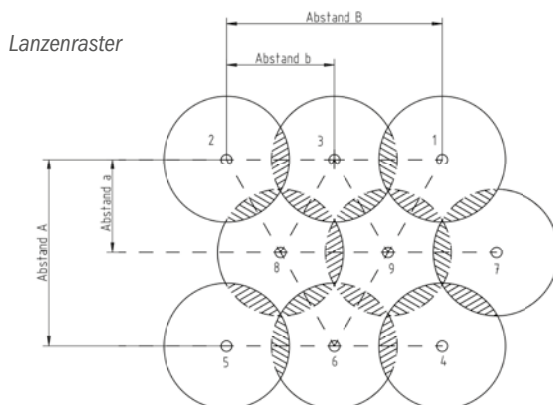 Abstand B
Lanzenraster
Abstand b
2 3 1
Abstand A
Abstand a
8 9 7
5 6 4